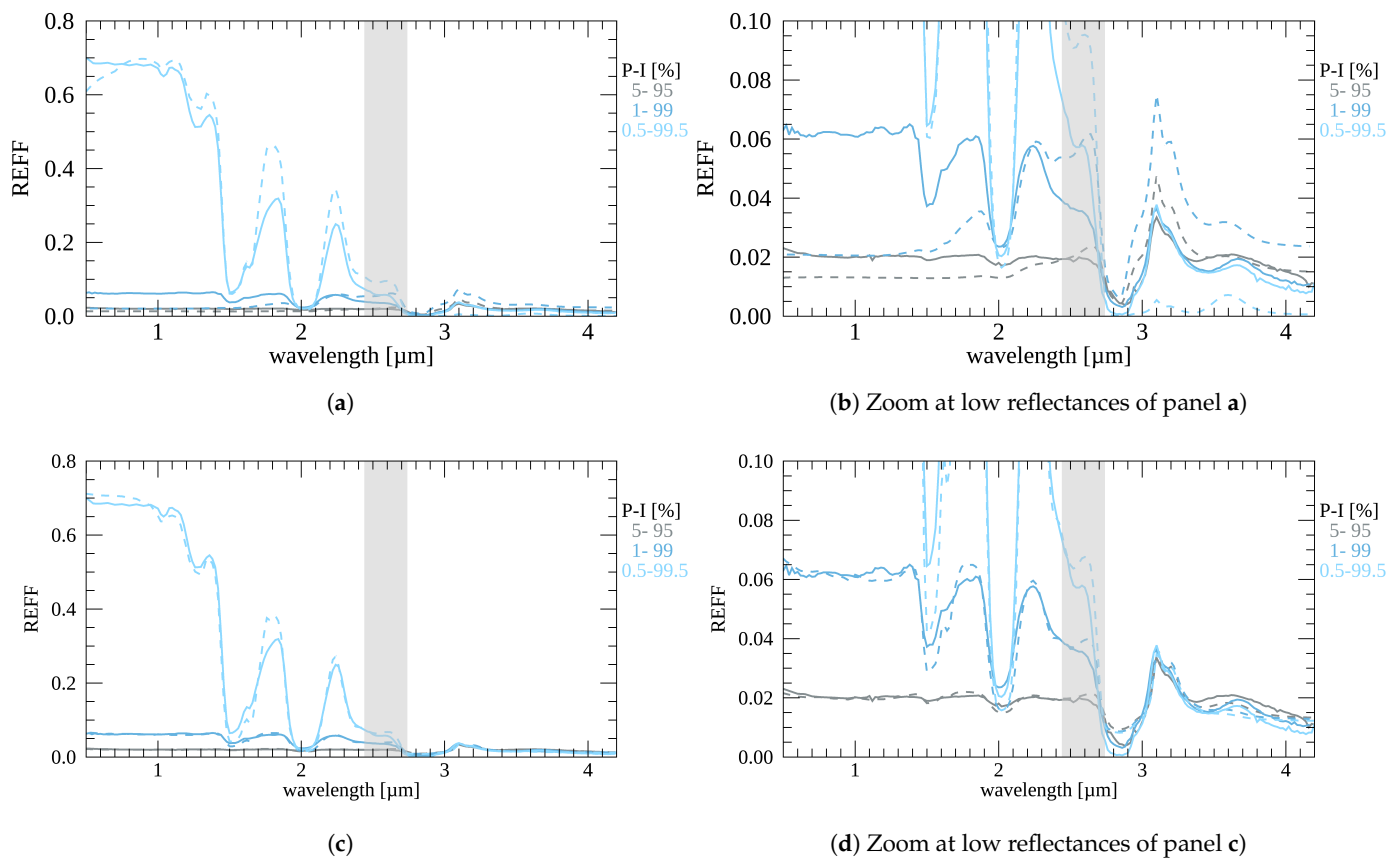 0.8
0.6
0.4
0.2
0.0
REFF
1 2 3 4
wavelength [µm]
P-I [%]
5- 95
1- 99
0.5-99.5
(a)
0.10
0.08
0.06
0.04
0.02
0.00
REFF
1 2 3 4
wavelength [µm]
P-I [%]
5- 95
1- 99
0.5-99.5
(b) Zoom at low reflectances of panel a)
0.8
0.6
0.4
0.2
0.0
REFF
1 2 3 4
wavelength [µm]
P-I [%]
5- 95
1- 99
0.5-99.5
(c)
0.10
0.08
0.06
0.04
0.02
0.00
REFF
1 2 3 4
wavelength [µm]
P-I [%]
5- 95
1- 99
0.5-99.5
(d) Zoom at low reflectances of panel c)